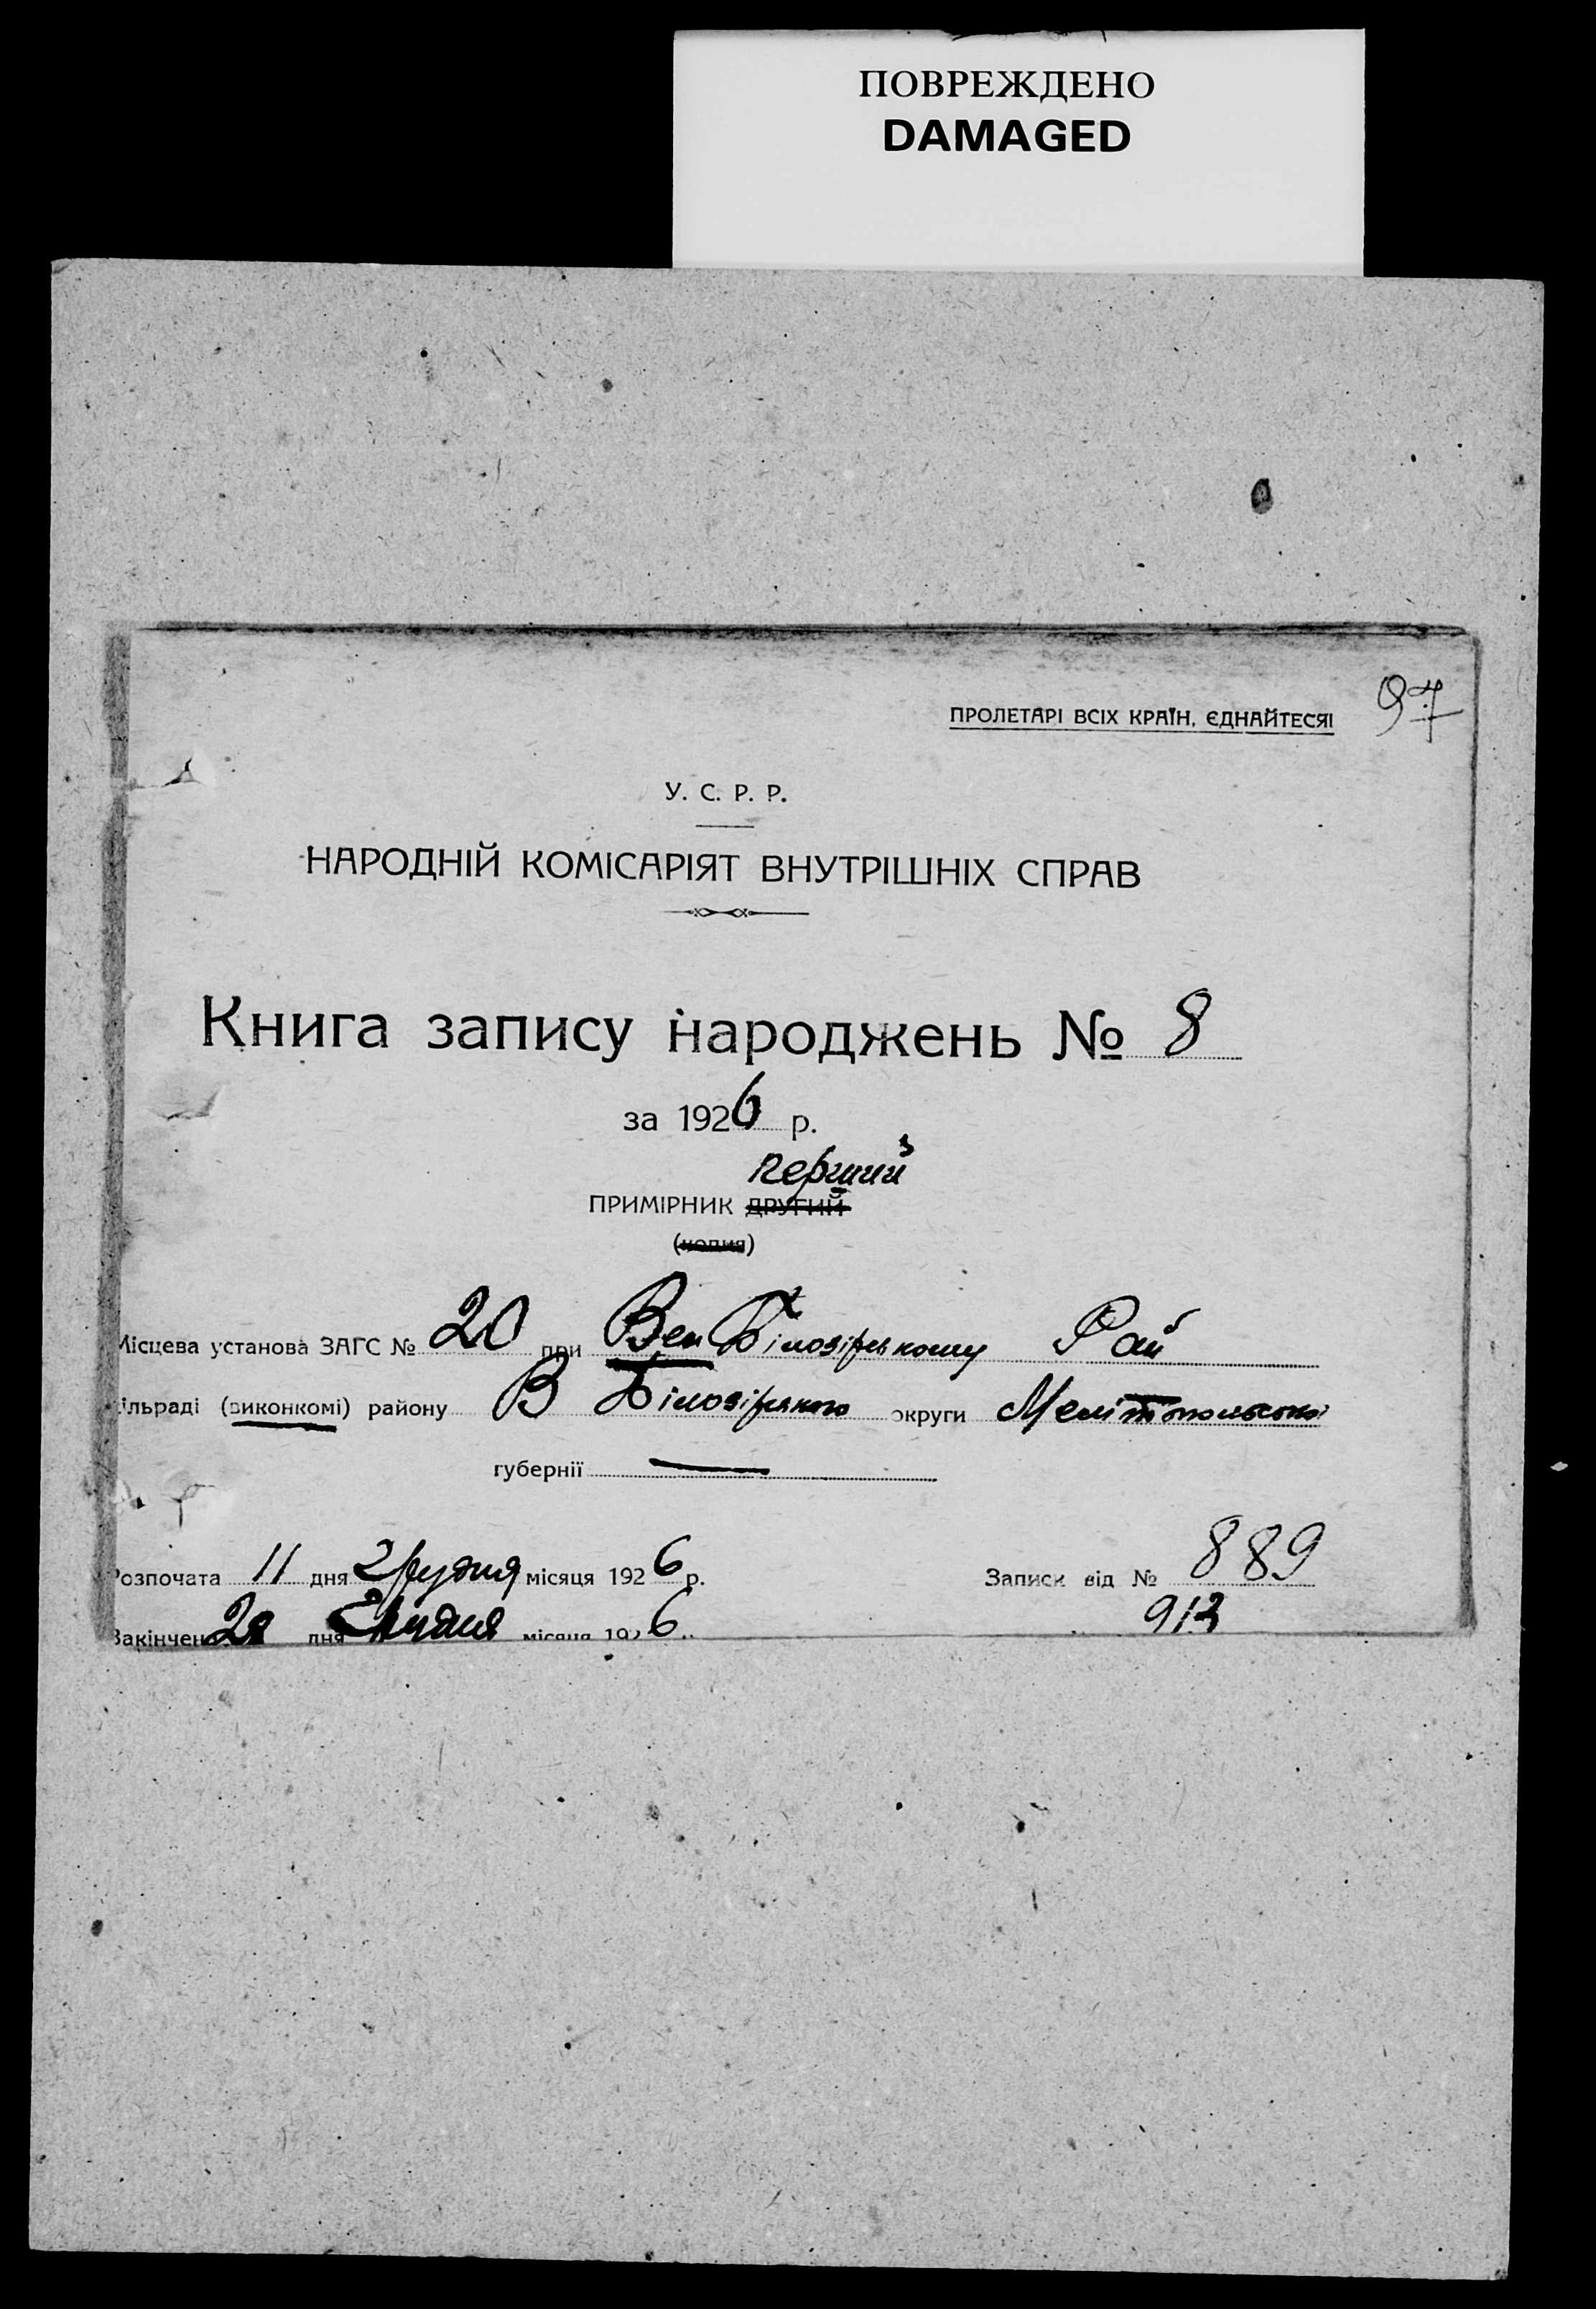 ПОВРЕЖДЕНО
DAMAGED
97
ПРОЛЕТАРІ ВСІХ КРАЇН, ЄДНАЙТЕСЯ!
У. С. Р. Р.
НАРОДНІЙ КОМІСАРІЯТ ВНУТРІШНІХ СПРАВ
Книга запису народжень № 8
за 1926 р.
перший
ПРИМІРНИК ДРУГИЙ
(копия)
Місцева установа ЗАГС № 20 при Вел Білозірському Рай
сільраді (виконкомі) району В Білозірського округи Мелітопольської
губернії
Розпочата 11 дня Грудня місяця 1926 р.
Записи від № 889
Закінчен дня Грудня місяця 1926
913